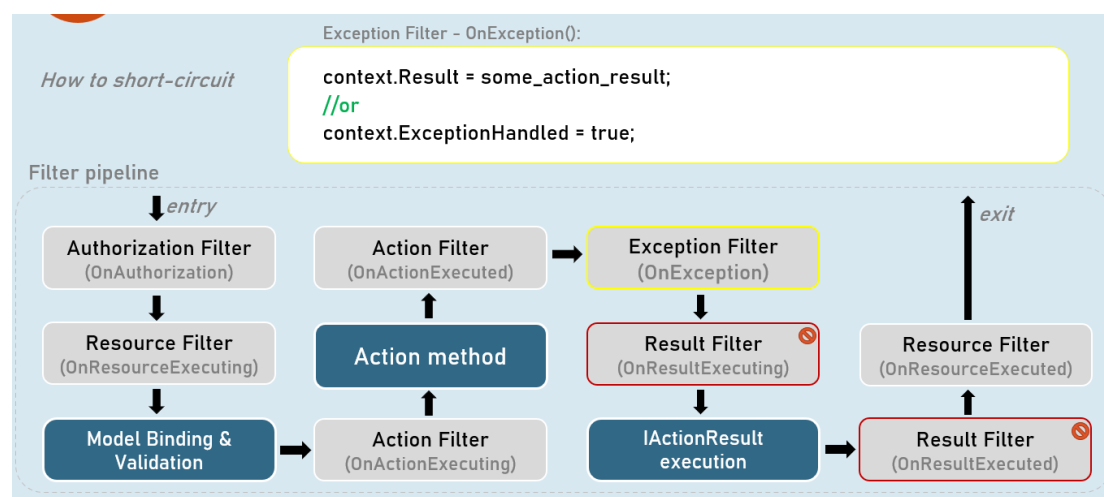 Exception Filter - OnException():
How to short-circuit
context.Result = some_action_result;
//or
context.ExceptionHandled = true;
Filter pipeline
entry
exit
Authorization Filter
(OnAuthorization)
Action Filter
(OnActionExecuted)
Exception Filter
(OnException)
Resource Filter
(OnResourceExecuting)
Action method
Result Filter
(OnResultExecuting)
Resource Filter
(OnResourceExecuted)
Model Binding &
Validation
Action Filter
(OnActionExecuting)
IActionResult
execution
Result Filter
(OnResultExecuted)